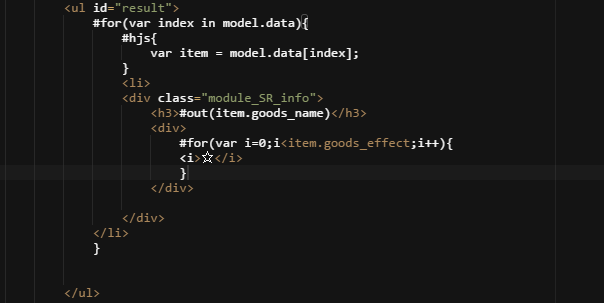 <ul id="result">
#for(var index in model.data){
#hjs{
var item = model.data[index];
}
<li>
<div class="module_SR_info">
<h3>#out(item.goods_name)</h3>
<div>
#for(var i=0;i<item.goods_effect;i++){
<i>☆</i>
}
</div>
</div>
</li>
}
</ul>